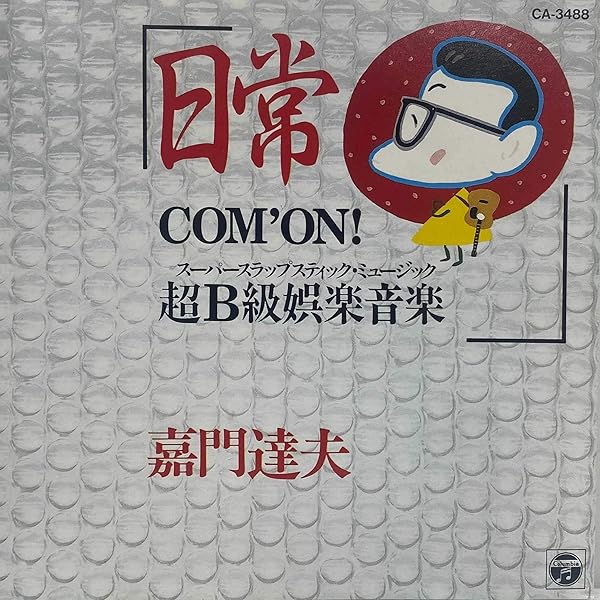 CA-3488
「日常
COM'ON!
スーパースラップスティック・ミュージック
超B級娯楽音楽」
嘉門達夫
Columbia